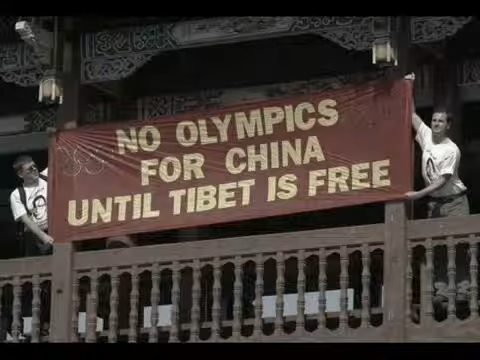 NO OLYMPICS
FOR CHINA
UNTIL TIBET IS FREE